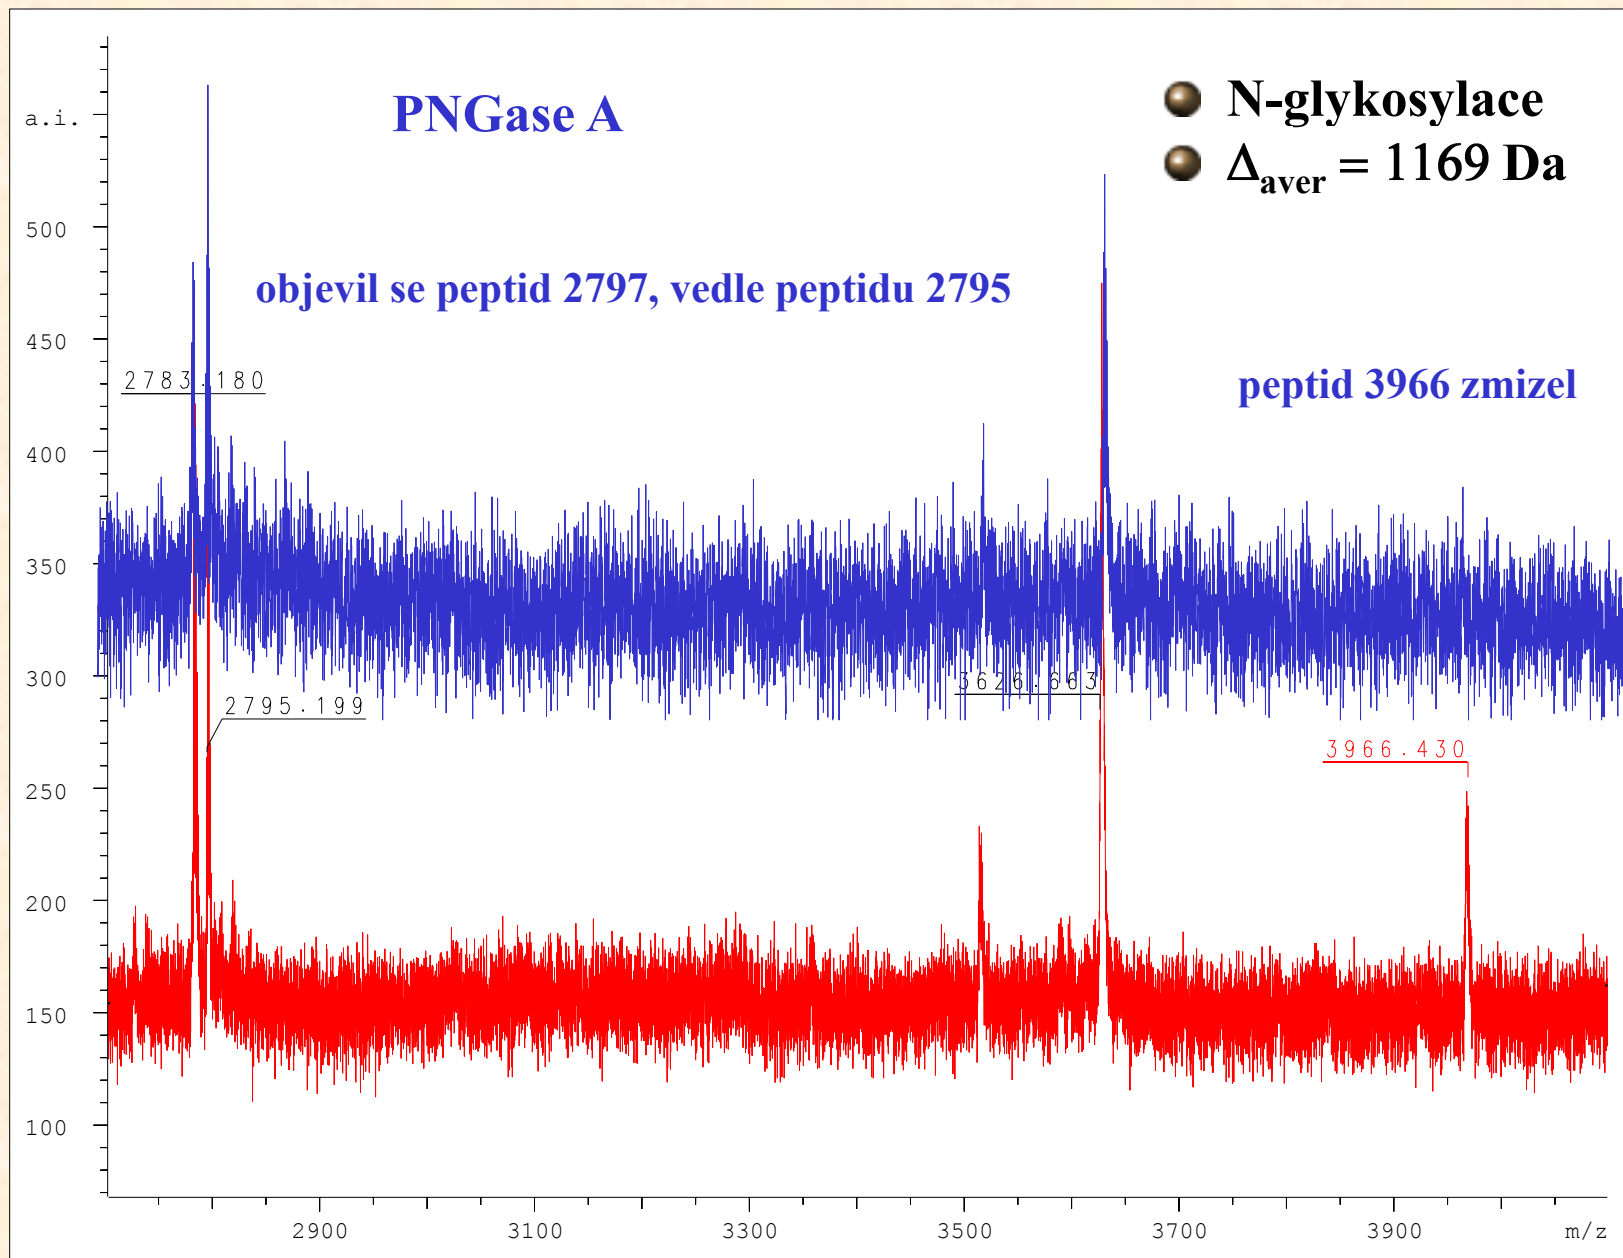 PNGase A
N-glykosylace
Δaver = 1169 Da
a.i.
objevil se peptid 2797, vedle peptidu 2795
peptid 3966 zmizel
2783.180
2795.199
3626.663
3966.430
500
450
400
350
300
250
200
150
100
2900 3100 3300 3500 3700 3900 m/z